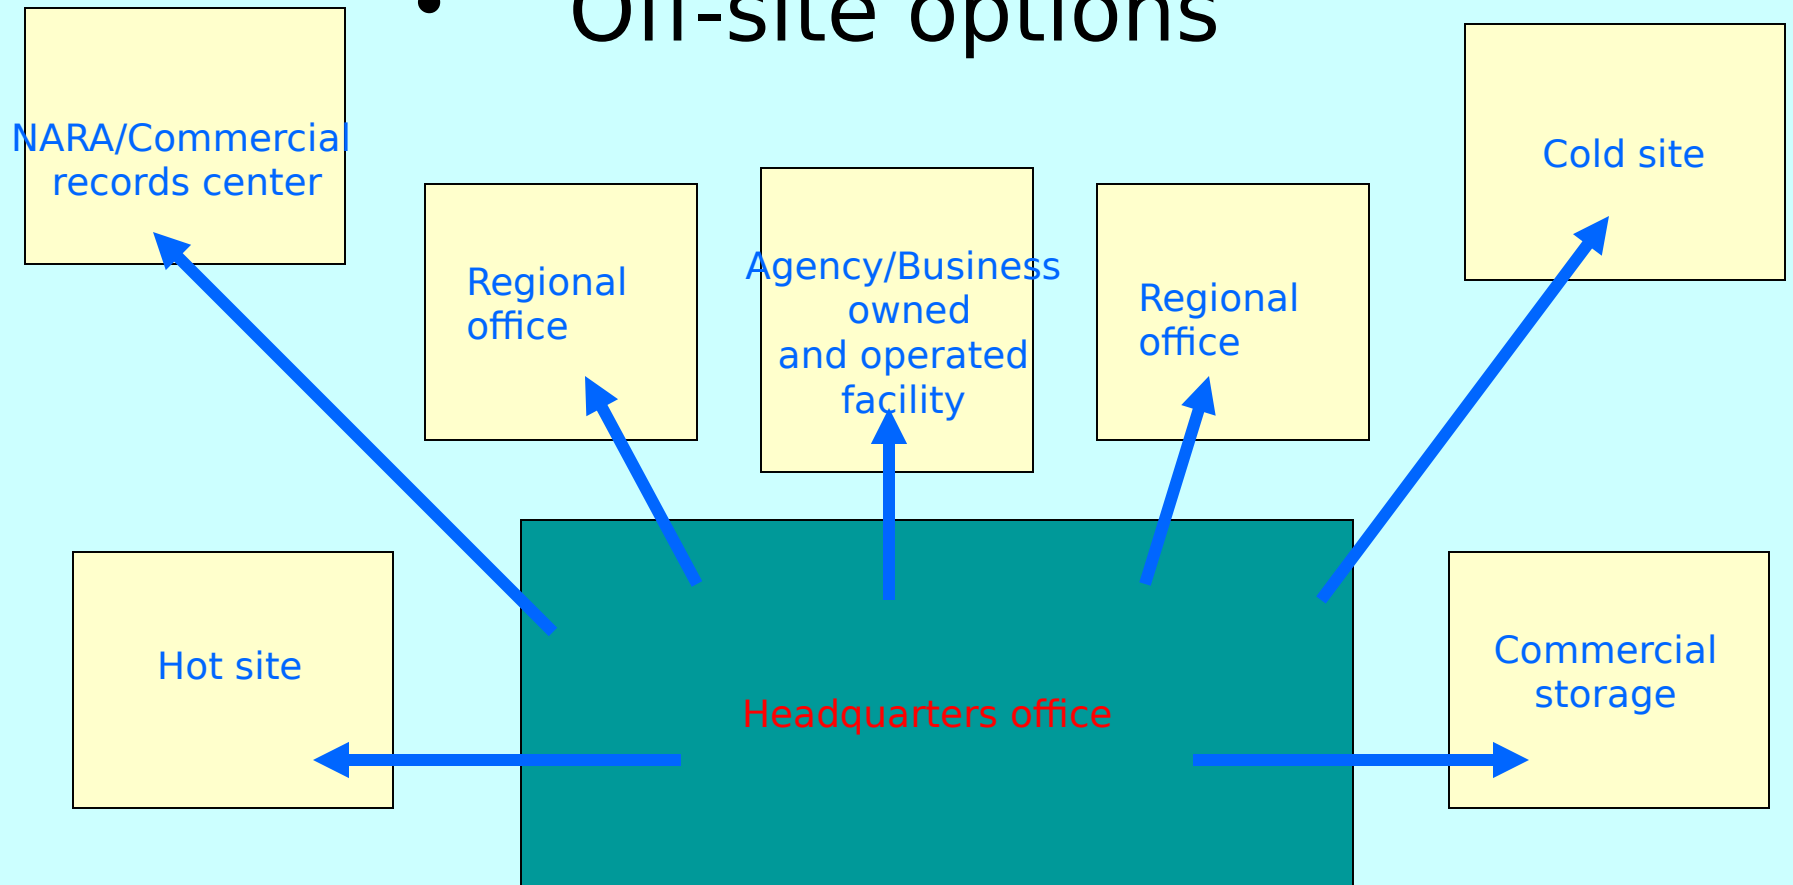 • Off-site options
NARA/Commercial
records center
Cold site
Regional
office
Agency/Business
owned
and operated
facility
Regional
office
Hot site
Commercial
storage
Headquarters office